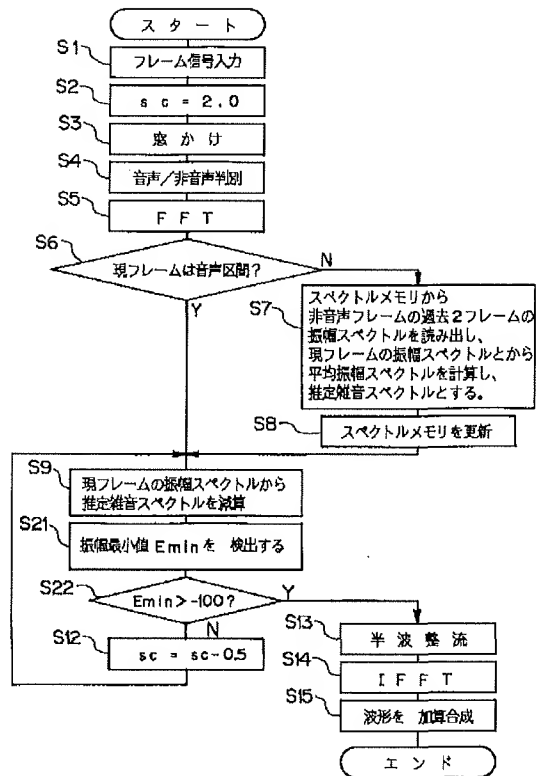 スタート
S1
フレーム信号入力
S2
sc = 2.0
S3
窓かけ
S4
音声/非音声判別
S5
FFT
S6
現フレームは音声区間?
N
Y
S7
スペクトルメモリから
非音声フレームの過去2フレームの
振幅スペクトルを読み出し、
現フレームの振幅スペクトルとから
平均振幅スペクトルを計算し、
推定雑音スペクトルとする。
S8
スペクトルメモリを更新
S9
現フレームの振幅スペクトルから
推定雑音スペクトルを減算
S21
振幅最小値 Eminを 検出する
S22
Emin>-100?
Y
N
S12
sc = sc-0.5
S13
半波整流
S14
IFFT
S15
波形を 加算合成
エンド